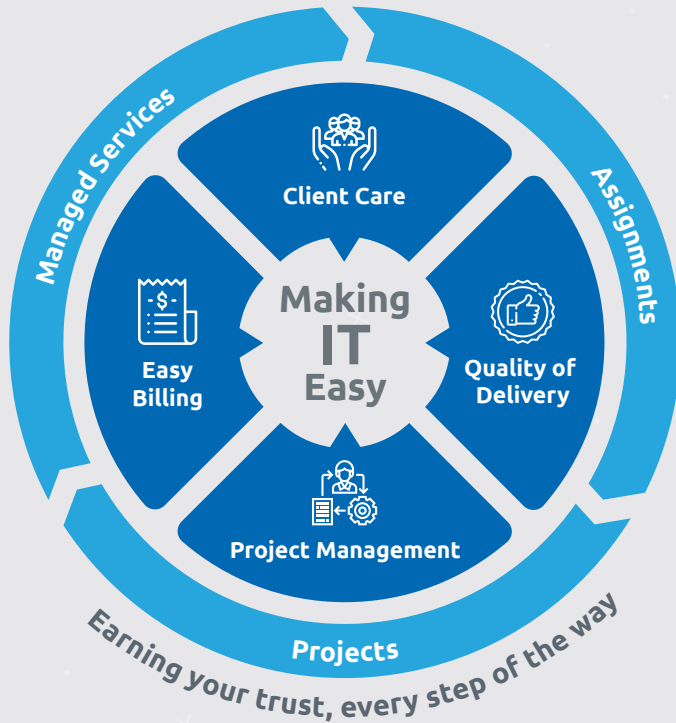 Managed Services
Assignments
Client Care
Making
IT
Easy
-$-
Easy
Billing
Quality of
Delivery
Project Management
Projects
Earning your trust, every step of the way